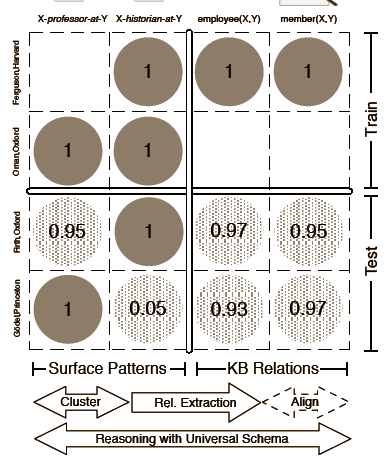 X-professor-at-Y X-historian-at-Y employee(X,Y) member(X,Y)
Ferguson,Harvard 1 1 1 Train
Oman,Oxford 1 1
Firth,Oxford 0.95 1 0.97 0.95 Test
Gödel,Princeton 1 0.05 0.93 0.97
Surface Patterns KB Relations
Cluster Rel. Extraction Align
Reasoning with Universal Schema